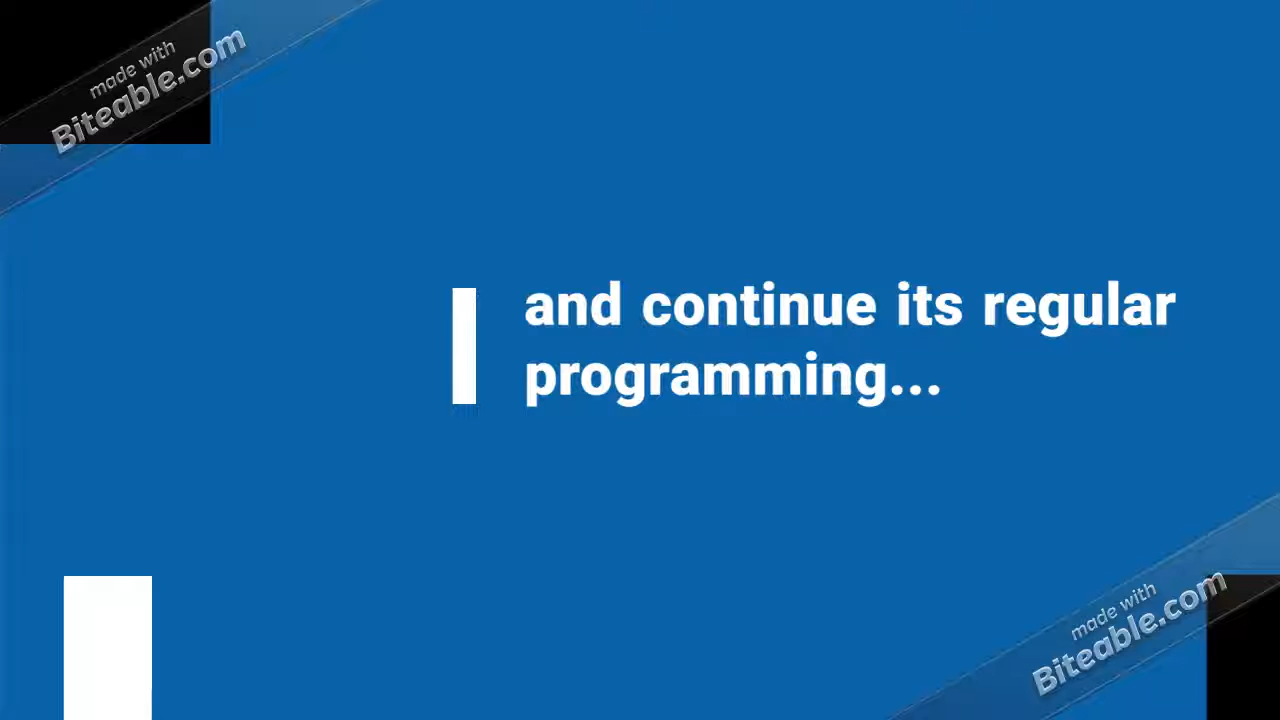 made with
Biteable.com
and continue its regular
programming...
made with
Biteable.com